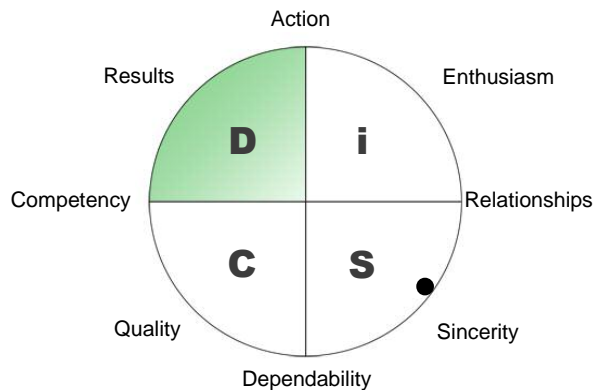 Action
Results
Enthusiasm
D
i
Competency
Relationships
C
S
Quality
Sincerity
Dependability